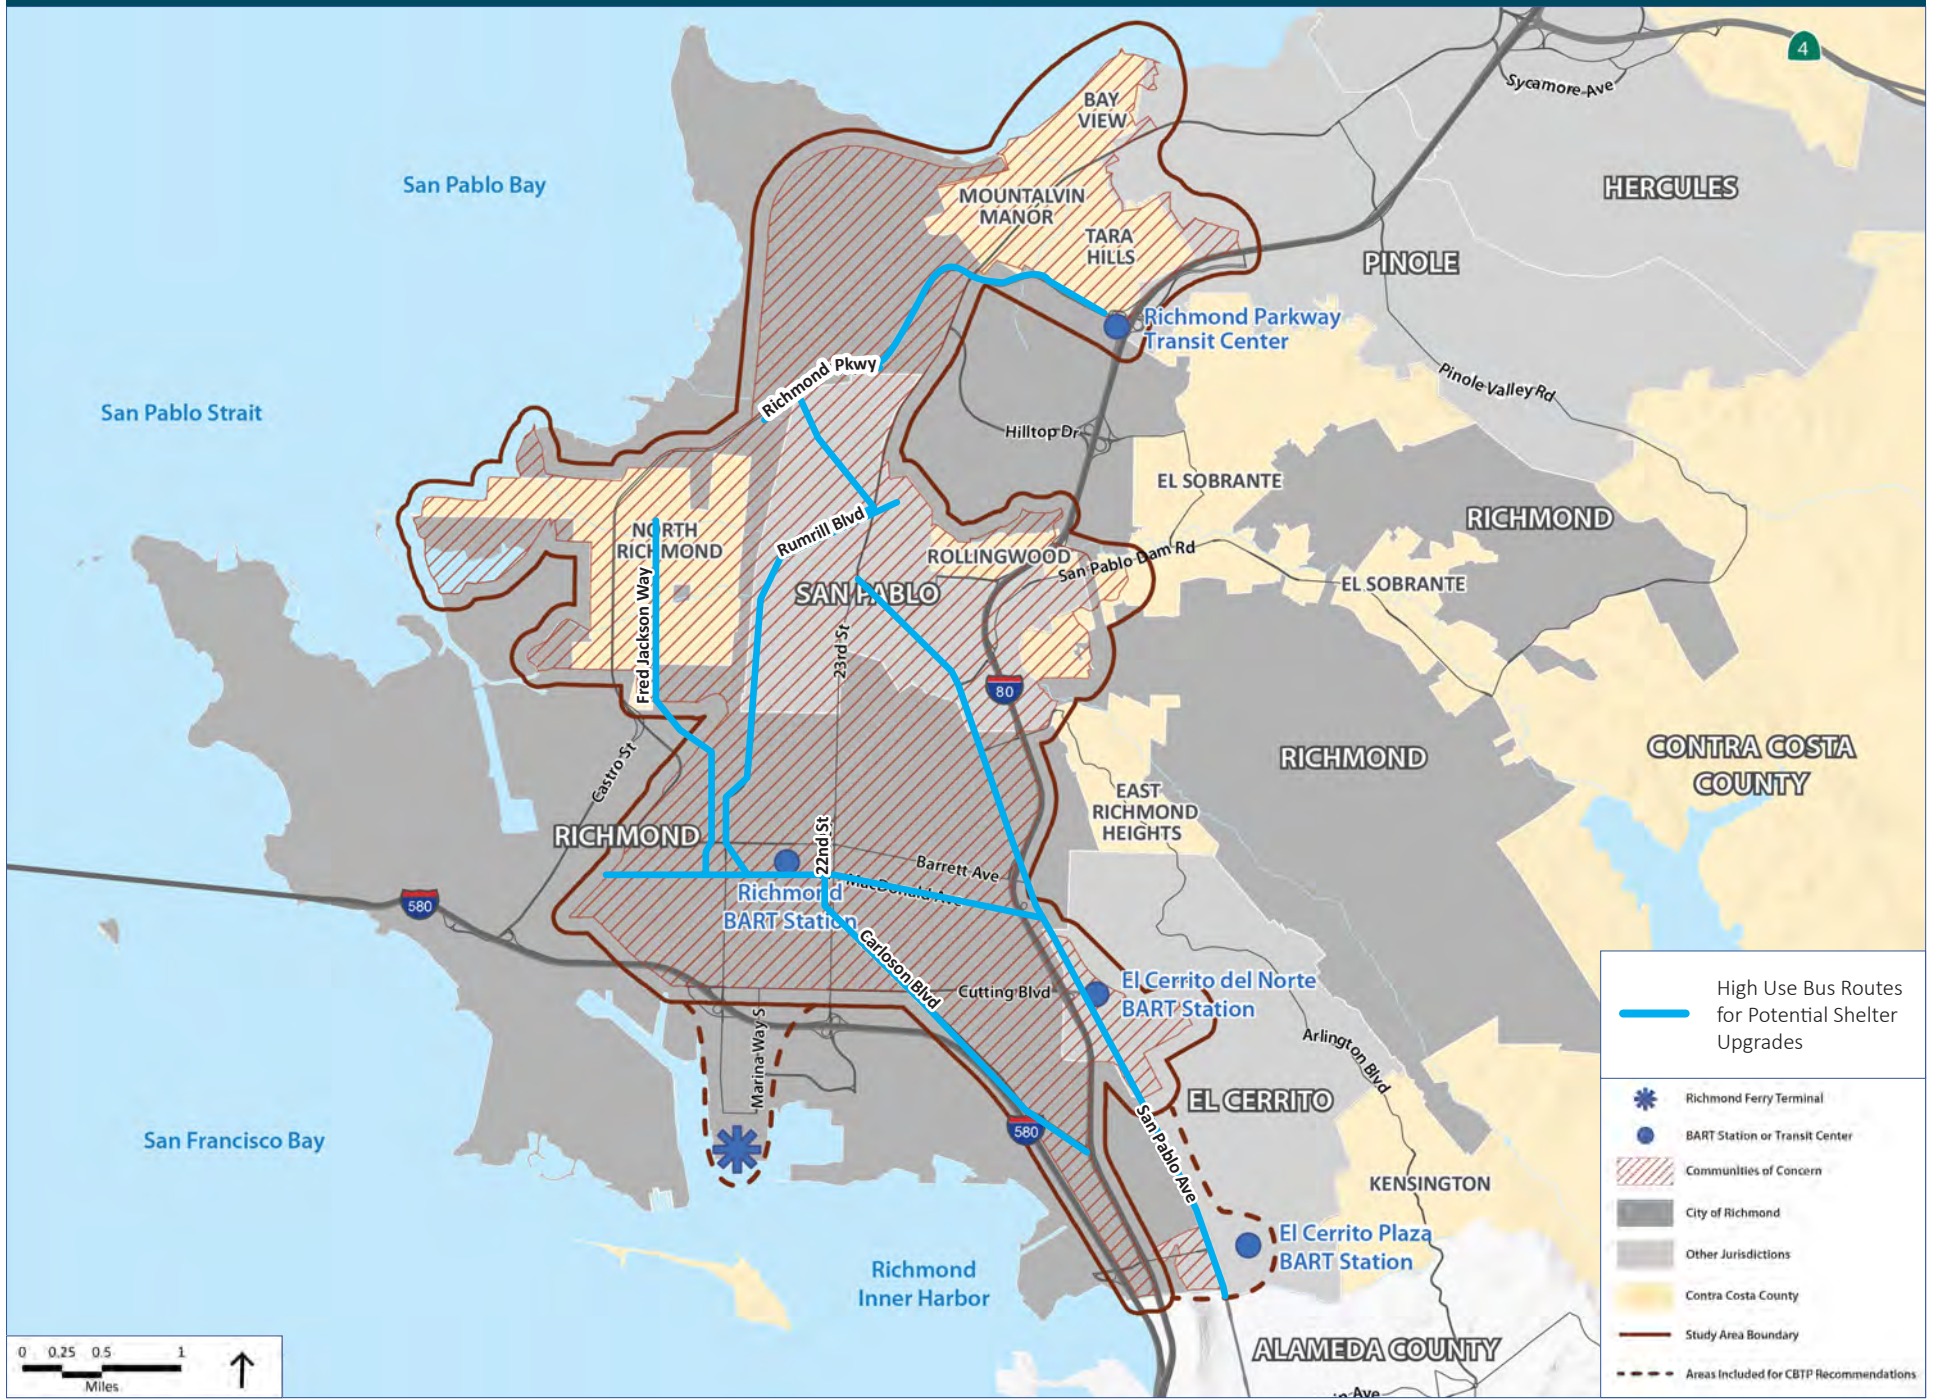 4
Sycamore Ave
BAY
VIEW
San Pablo Bay
HERCULES
MOUNTALVIN
MANOR
TARA
HILLS
PINOLE
Richmond Parkway
Transit Center
Richmond Pkwy
Pinole Valley Rd
San Pablo Strait
Hilltop Dr
EL SOBRANTE
RICHMOND
Rumrill Blvd
NORTH
RICHMOND
ROLLINGWOOD
San Pablo Dam Rd
EL SOBRANTE
SAN PABLO
Fred Jackson Way
23rd St
80
Castro St
RICHMOND
CONTRA COSTA
COUNTY
EAST
RICHMOND
HEIGHTS
RICHMOND
22nd St
Barrett Ave
MacDonald Ave
Richmond
BART Station
580
Carloson Blvd
Cutting Blvd
El Cerrito del Norte
BART Station
Marina Way S
Arlington Blvd
EL CERRITO
San Pablo Ave
580
San Francisco Bay
KENSINGTON
El Cerrito Plaza
BART Station
Richmond
Inner Harbor
ALAMEDA COUNTY
in Ave
High Use Bus Routes
for Potential Shelter
Upgrades
Richmond Ferry Terminal
BART Station or Transit Center
Communities of Concern
City of Richmond
Other Jurisdictions
Contra Costa County
Study Area Boundary
Areas Included for CBTP Recommendations
0 0.25 0.5 1
Miles